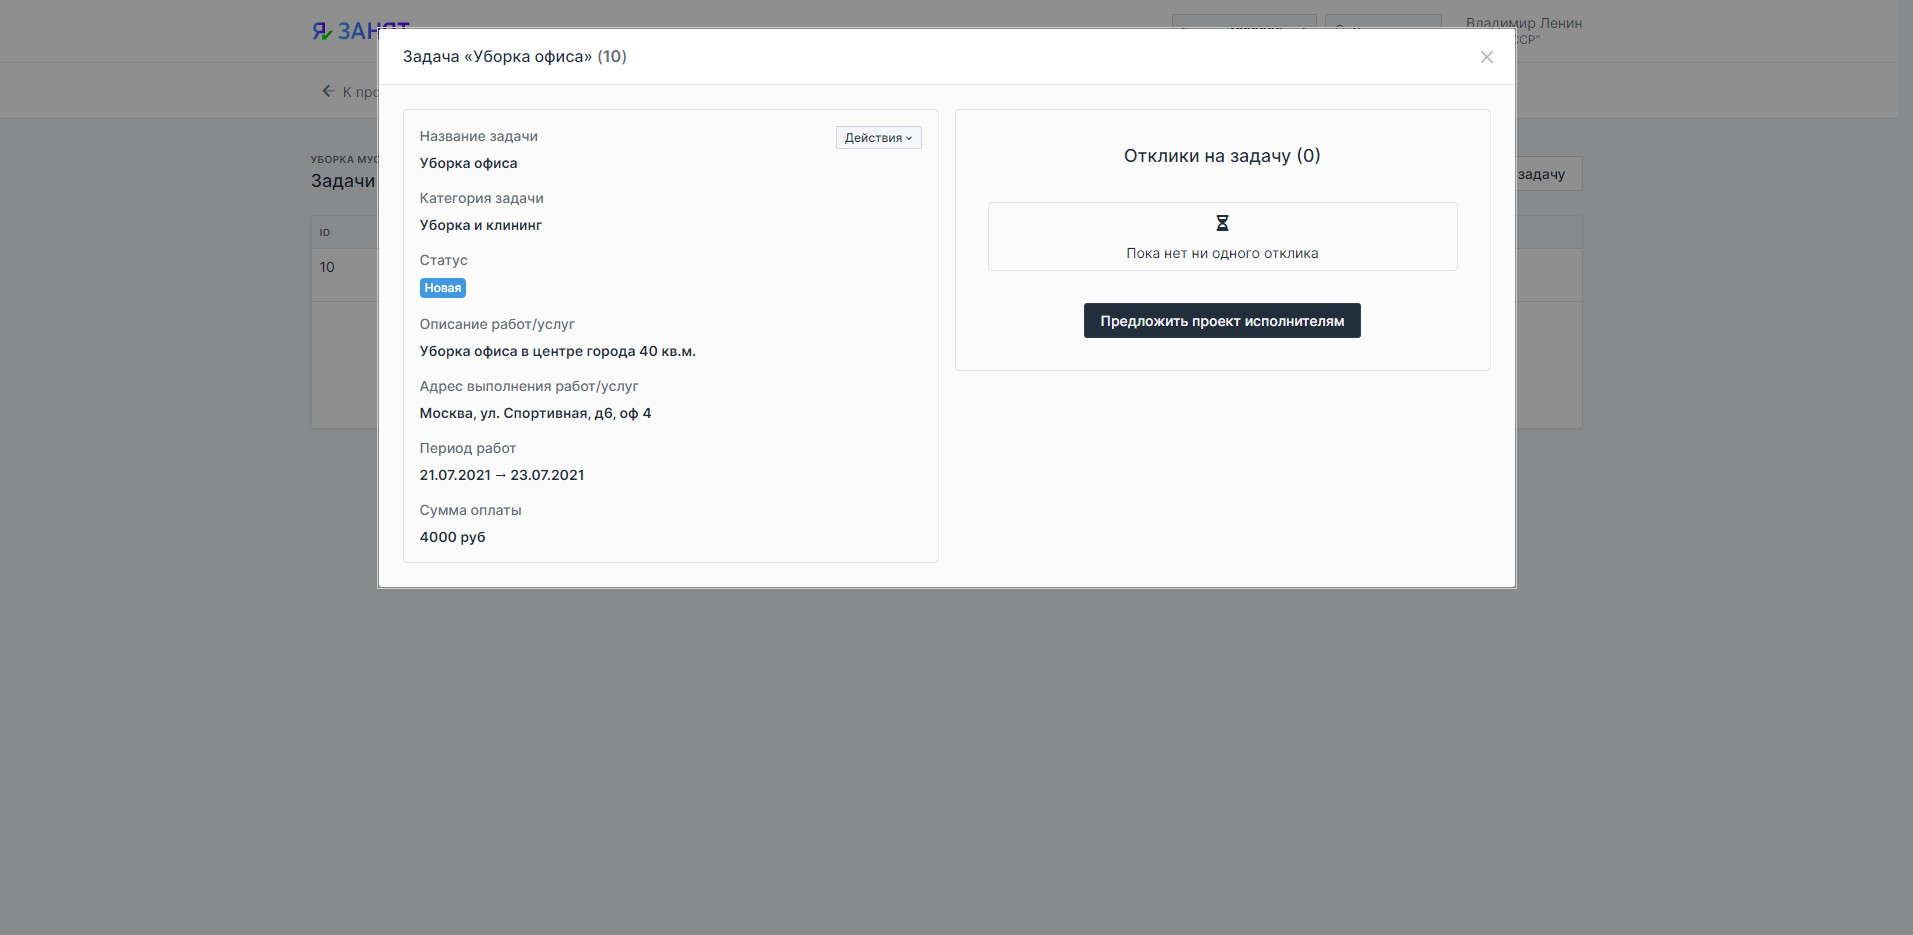 Я ЗАНЯТ
Владимир Ленин
К про
УБОРКА МУС
Задачи
задачу
ID
10
Задача «Уборка офиса» (10)
Название задачи
Действия
Уборка офиса
Категория задачи
Уборка и клининг
Статус
Новая
Описание работ/услуг
Уборка офиса в центре города 40 кв.м.
Адрес выполнения работ/услуг
Москва, ул. Спортивная, д6, оф 4
Период работ
21.07.2021 → 23.07.2021
Сумма оплаты
4000 руб
Отклики на задачу (0)
Пока нет ни одного отклика
Предложить проект исполнителям